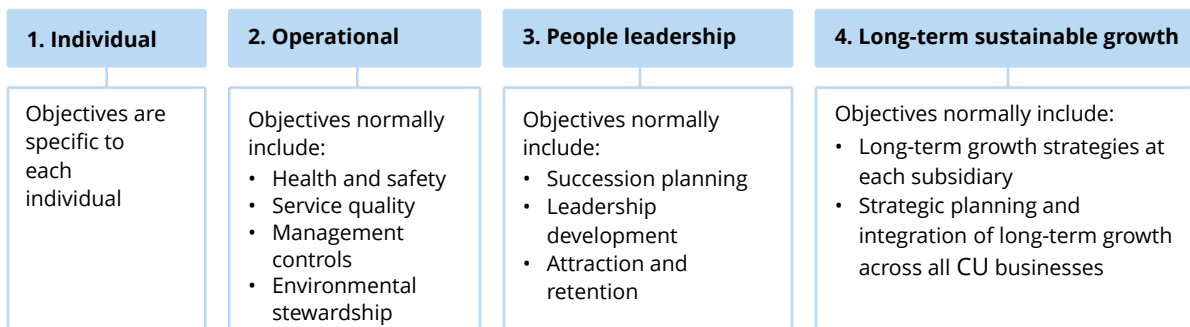 1. Individual
Objectives are
specific to
each
individual
2. Operational
Objectives normally
include:
• Health and safety
• Service quality
• Management
controls
• Environmental
stewardship
3. People leadership
Objectives normally
include:
• Succession planning
• Leadership
development
• Attraction and
retention
4. Long-term sustainable growth
Objectives normally include:
• Long-term growth strategies at
each subsidiary
• Strategic planning and
integration of long-term growth
across all CU businesses